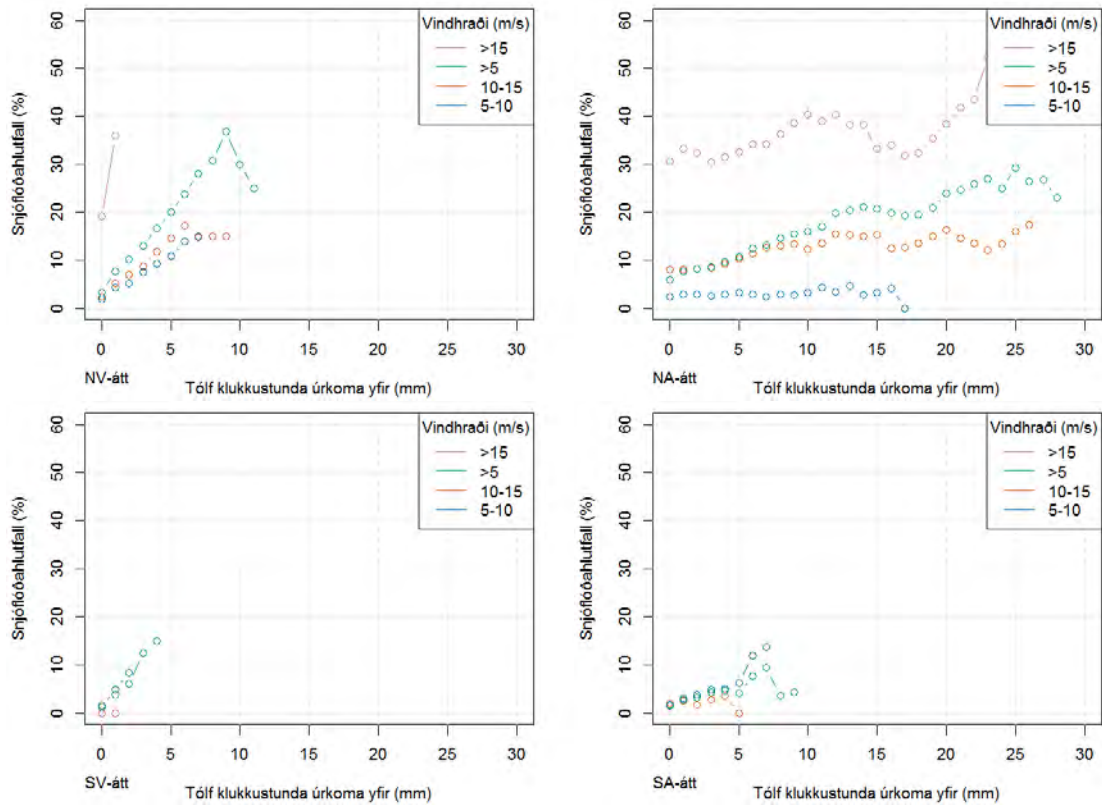 Snjóflóðahlutfall (%)
60
50
40
30
20
10
0
Vindhraði (m/s)
>15
>5
10-15
5-10
0 5 10 15 20 25 30
NV-átt
Tólf klukkustunda úrkoma yfir (mm)
Snjóflóðahlutfall (%)
60
50
40
30
20
10
0
Vindhraði (m/s)
>15
>5
10-15
5-10
0 5 10 15 20 25 30
NA-átt
Tólf klukkustunda úrkoma yfir (mm)
Snjóflóðahlutfall (%)
60
50
40
30
20
10
0
Vindhraði (m/s)
>15
>5
10-15
5-10
0 5 10 15 20 25 30
SV-átt
Tólf klukkustunda úrkoma yfir (mm)
Snjóflóðahlutfall (%)
60
50
40
30
20
10
0
Vindhraði (m/s)
>15
>5
10-15
5-10
0 5 10 15 20 25 30
SA-átt
Tólf klukkustunda úrkoma yfir (mm)